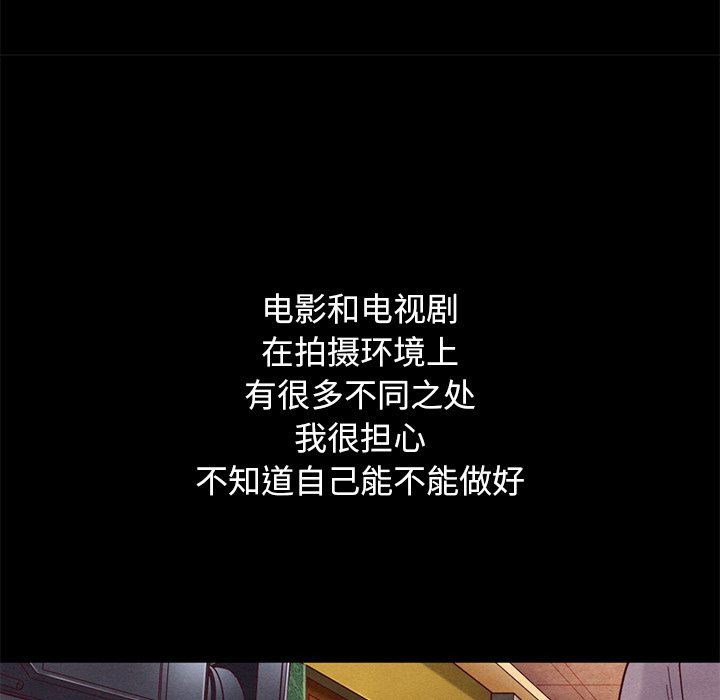 电影和电视剧
在拍摄环境上
有很多不同之处
我很担心
不知道自己能不能做好